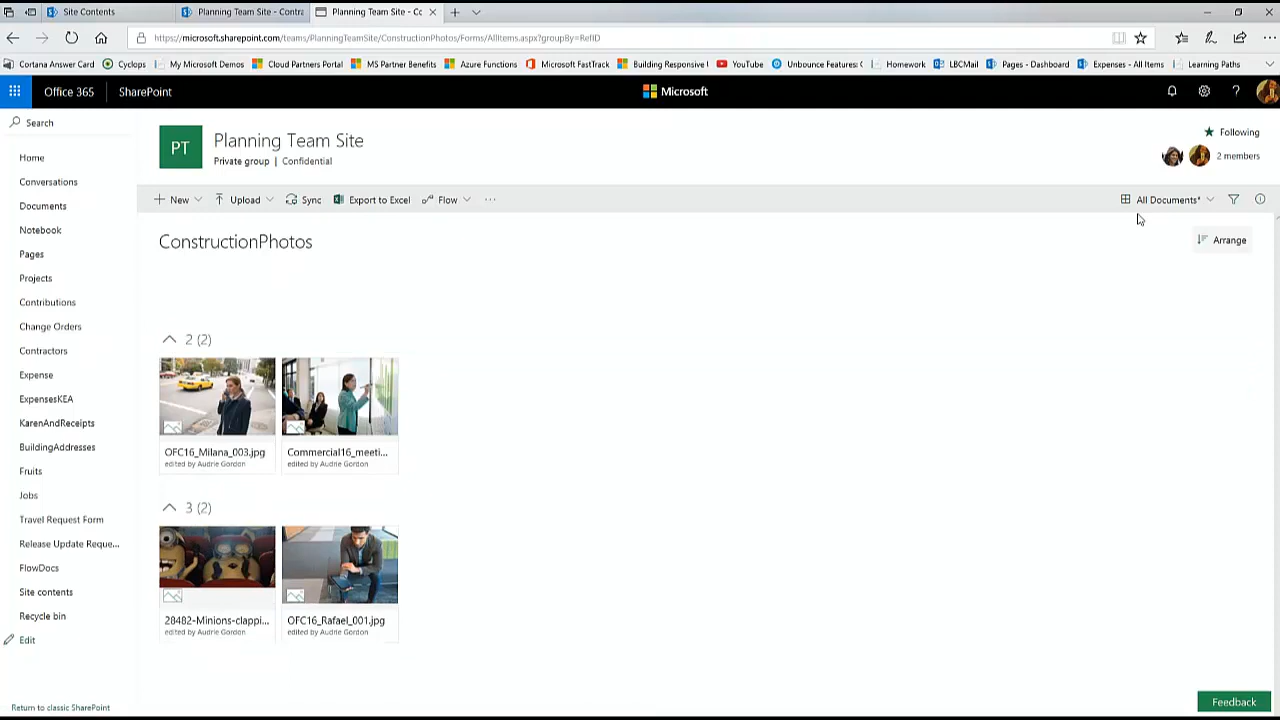 Site Contents
Planning Team Site - Contra
Planning Team Site - Cc
https://microsoft.sharepoint.com/teams/PlanningTeamSite/ConstructionPhotos/Forms/AllItems.aspx?groupBy=RefID
Cortana Answer Card
Cyclops
My Microsoft Demos
Cloud Partners Portal
MS Partner Benefits
Azure Functions
Microsoft FastTrack
Building Responsive I
YouTube
Unbounce Features:
Homework
LBCMail
Pages - Dashboard
Expenses - All Items
Learning Paths
Office 365
SharePoint
Microsoft
?
Search
PT
Planning Team Site
Private group | Confidential
Following
2 members
Home
Conversations
Documents
Notebook
Pages
Projects
Contributions
Change Orders
Contractors
Expense
ExpensesKEA
KarenAndReceipts
BuildingAddresses
Fruits
Jobs
Travel Request Form
Release Update Reque...
FlowDocs
Site contents
Recycle bin
Edit
Return to classic SharePoint
New
Upload
Sync
Export to Excel
Flow
...
All Documents*
ConstructionPhotos
Arrange
2 (2)
OFC16_Milana_003.jpg
edited by Audrie Gordon
Commercial16_meeti...
edited by Audrie Gordon
3 (2)
28482-Minions-clappi...
edited by Audrie Gordon
OFC16_Rafael_001.jpg
edited by Audrie Gordon
Feedback